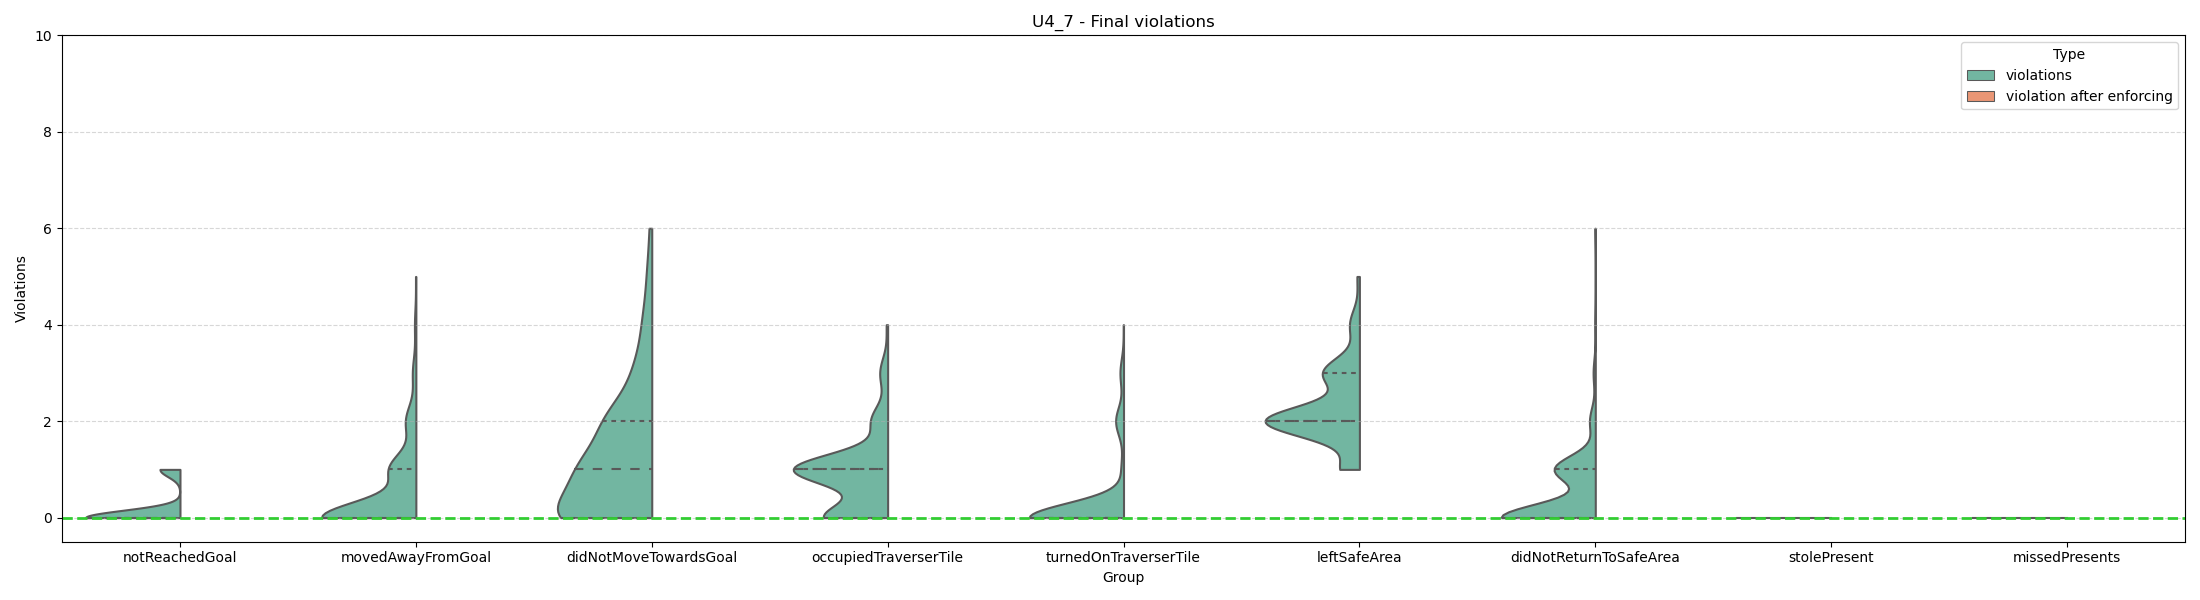 U4_7 - Final violations
10
8
6
4
2
0
Violations
Type
violations
violation after enforcing
notReachedGoal
movedAwayFromGoal
didNotMoveTowardsGoal
occupiedTraverserTile
turnedOnTraverserTile
leftSafeArea
didNotReturnToSafeArea
stolePresent
missedPresents
Group